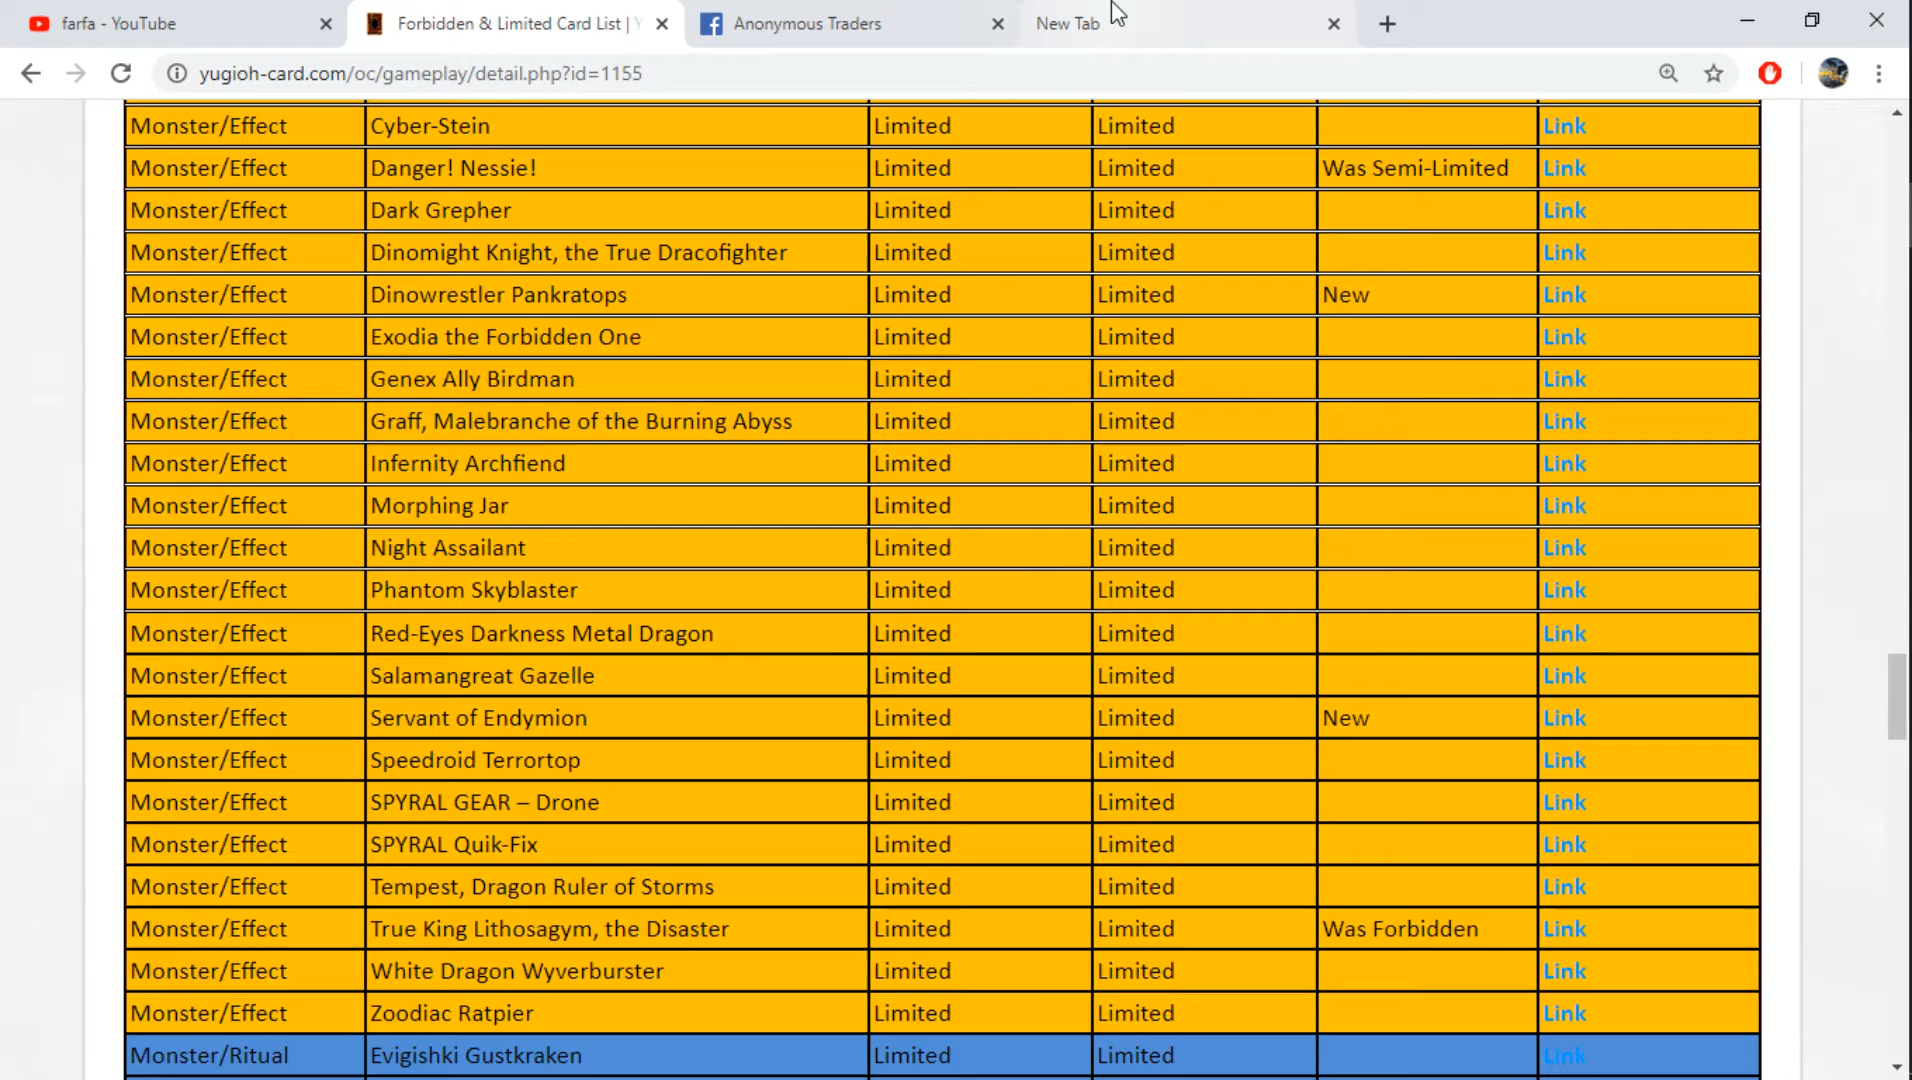 farfa - YouTube
Forbidden & Limited Card List | Y
Anonymous Traders
New Tab
yugioh-card.com/oc/gameplay/detail.php?id=1155
Monster/Effect Cyber-Stein Limited Limited Link
Monster/Effect Danger! Nessie! Limited Limited Was Semi-Limited Link
Monster/Effect Dark Grepher Limited Limited Link
Monster/Effect Dinomight Knight, the True Dracofighter Limited Limited Link
Monster/Effect Dinowrestler Pankratops Limited Limited New Link
Monster/Effect Exodia the Forbidden One Limited Limited Link
Monster/Effect Genex Ally Birdman Limited Limited Link
Monster/Effect Graff, Malebranche of the Burning Abyss Limited Limited Link
Monster/Effect Infernity Archfiend Limited Limited Link
Monster/Effect Morphing Jar Limited Limited Link
Monster/Effect Night Assailant Limited Limited Link
Monster/Effect Phantom Skyblaster Limited Limited Link
Monster/Effect Red-Eyes Darkness Metal Dragon Limited Limited Link
Monster/Effect Salamangreat Gazelle Limited Limited Link
Monster/Effect Servant of Endymion Limited Limited New Link
Monster/Effect Speedroid Terrortop Limited Limited Link
Monster/Effect SPYRAL GEAR – Drone Limited Limited Link
Monster/Effect SPYRAL Quik-Fix Limited Limited Link
Monster/Effect Tempest, Dragon Ruler of Storms Limited Limited Link
Monster/Effect True King Lithosagym, the Disaster Limited Limited Was Forbidden Link
Monster/Effect White Dragon Wyverburster Limited Limited Link
Monster/Effect Zoodiac Ratpier Limited Limited Link
Monster/Ritual Evigishki Gustkraken Limited Limited Link